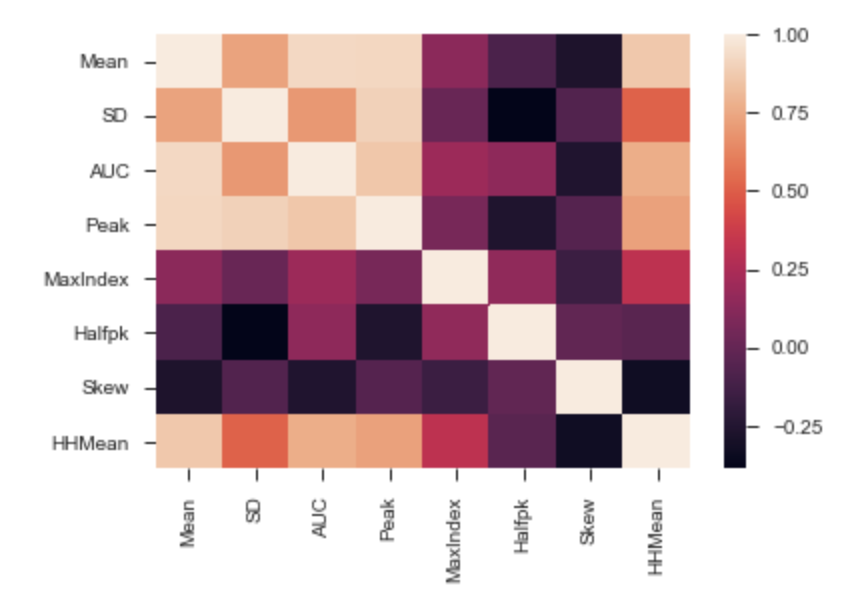 Mean
SD
AUC
Peak
MaxIndex
Halfpk
Skew
HHMean
Mean
SD
AUC
Peak
MaxIndex
Halfpk
Skew
HHMean
1.00
0.75
0.50
0.25
0.00
−0.25